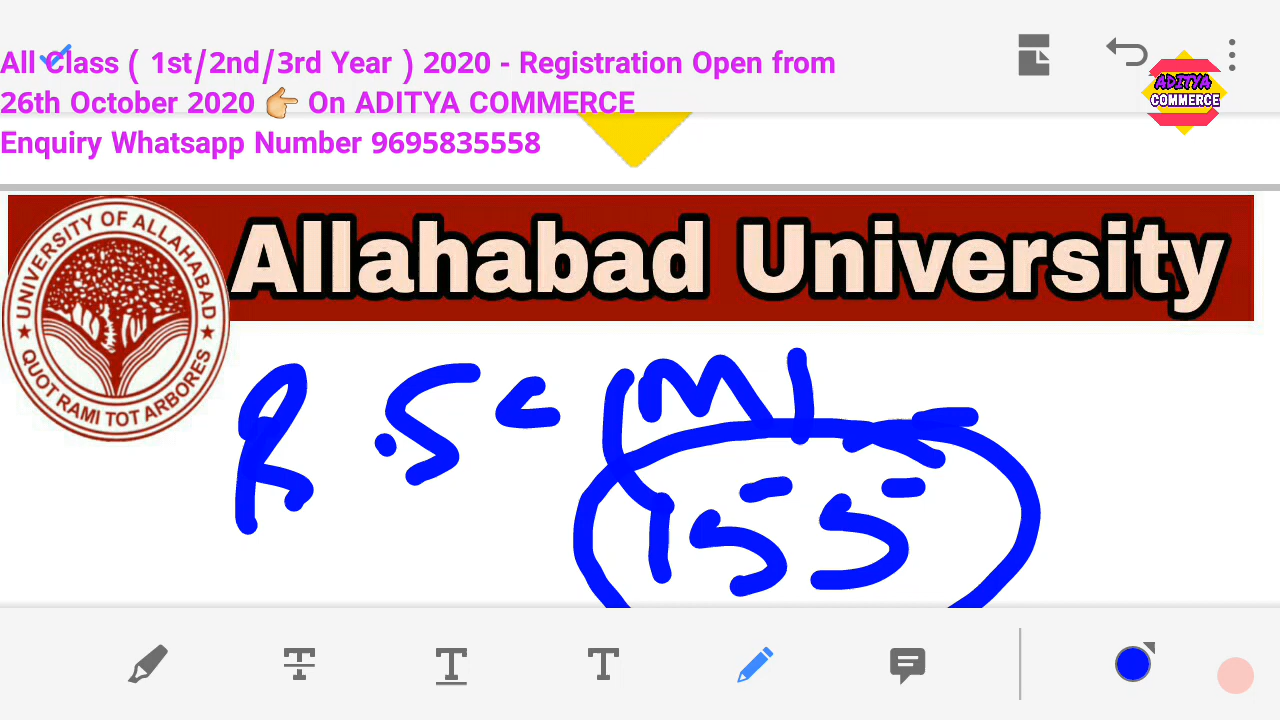 All Class ( 1st/2nd/3rd Year ) 2020 - Registration Open from
26th October 2020 👉 On ADITYA COMMERCE
Enquiry Whatsapp Number 9695835558
ADITYA
COMMERCE
UNIVERSITY OF ALLAHABAD
QUOT RAMI TOT ARBORES
Allahabad University
B.Sc (M)
155